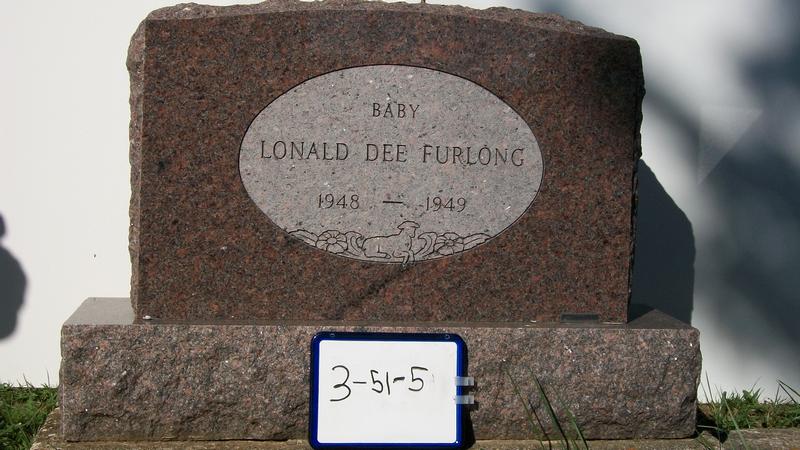 BABY
LONALD DEE FURLONG
1948 — 1949
3-51-5